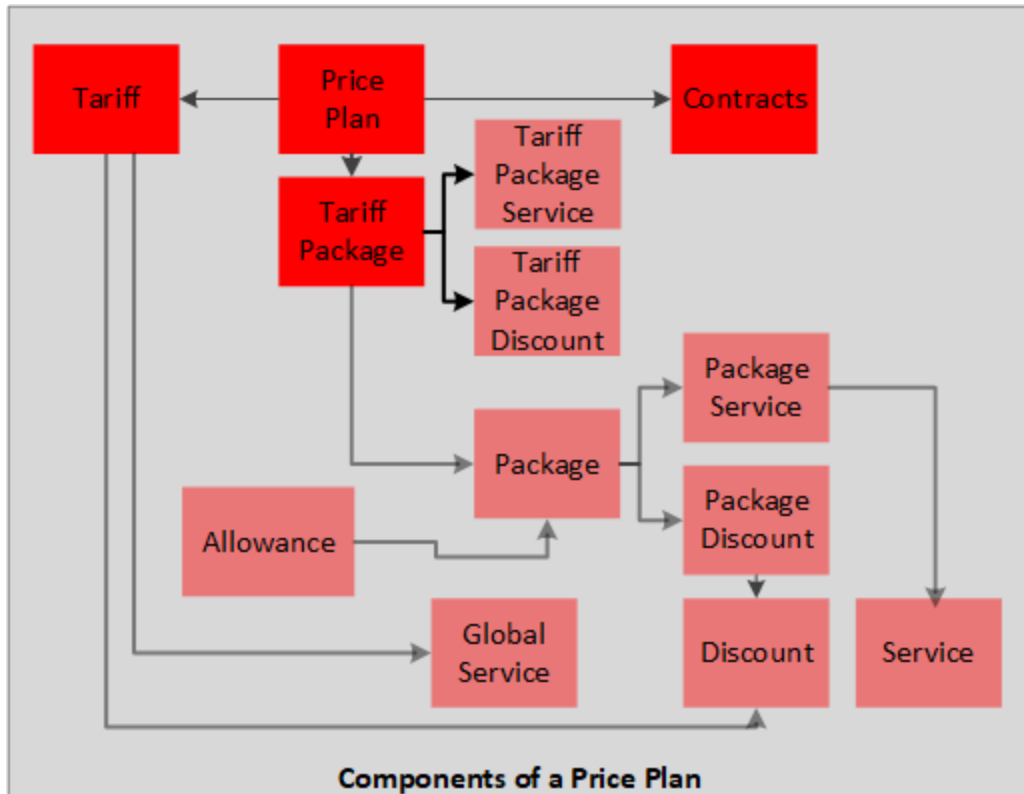 Tariff
Price
Plan
Contracts
Tariff
Package
Service
Tariff
Package
Tariff
Package
Discount
Package
Service
Package
Package
Discount
Allowance
Global
Service
Discount
Service
Components of a Price Plan